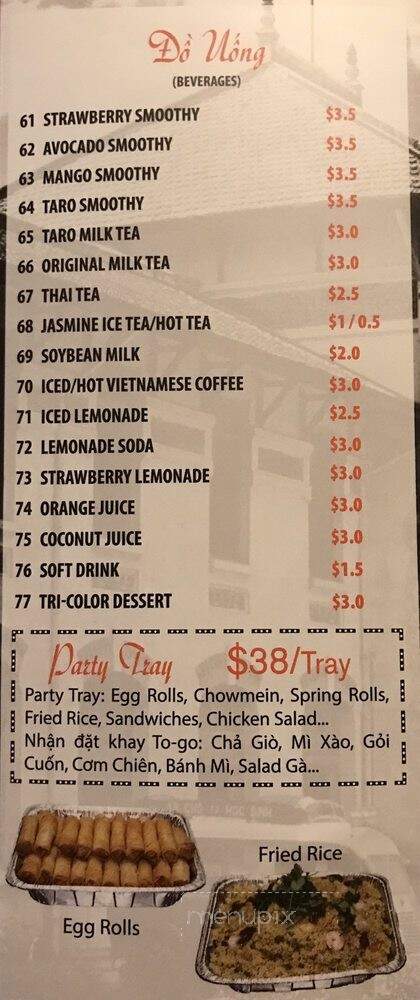 Đồ Uống
(BEVERAGES)
61 STRAWBERRY SMOOTHY $3.5
62 AVOCADO SMOOTHY $3.5
63 MANGO SMOOTHY $3.5
64 TARO SMOOTHY $3.5
65 TARO MILK TEA $3.0
66 ORIGINAL MILK TEA $3.0
67 THAI TEA $2.5
68 JASMINE ICE TEA/HOT TEA $1/0.5
69 SOYBEAN MILK $2.0
70 ICED/HOT VIETNAMESE COFFEE $3.0
71 ICED LEMONADE $2.5
72 LEMONADE SODA $3.0
73 STRAWBERRY LEMONADE $3.0
74 ORANGE JUICE $3.0
75 COCONUT JUICE $3.0
76 SOFT DRINK $1.5
77 TRI-COLOR DESSERT $3.0
Party Tray $38/Tray
Party Tray: Egg Rolls, Chowmein, Spring Rolls,
Fried Rice, Sandwiches, Chicken Salad...
Nhận đặt khay To-go: Chả Giò, Mì Xào, Gỏi
Cuốn, Cơm Chiên, Bánh Mì, Salad Gà...
Fried Rice
Egg Rolls
menupix